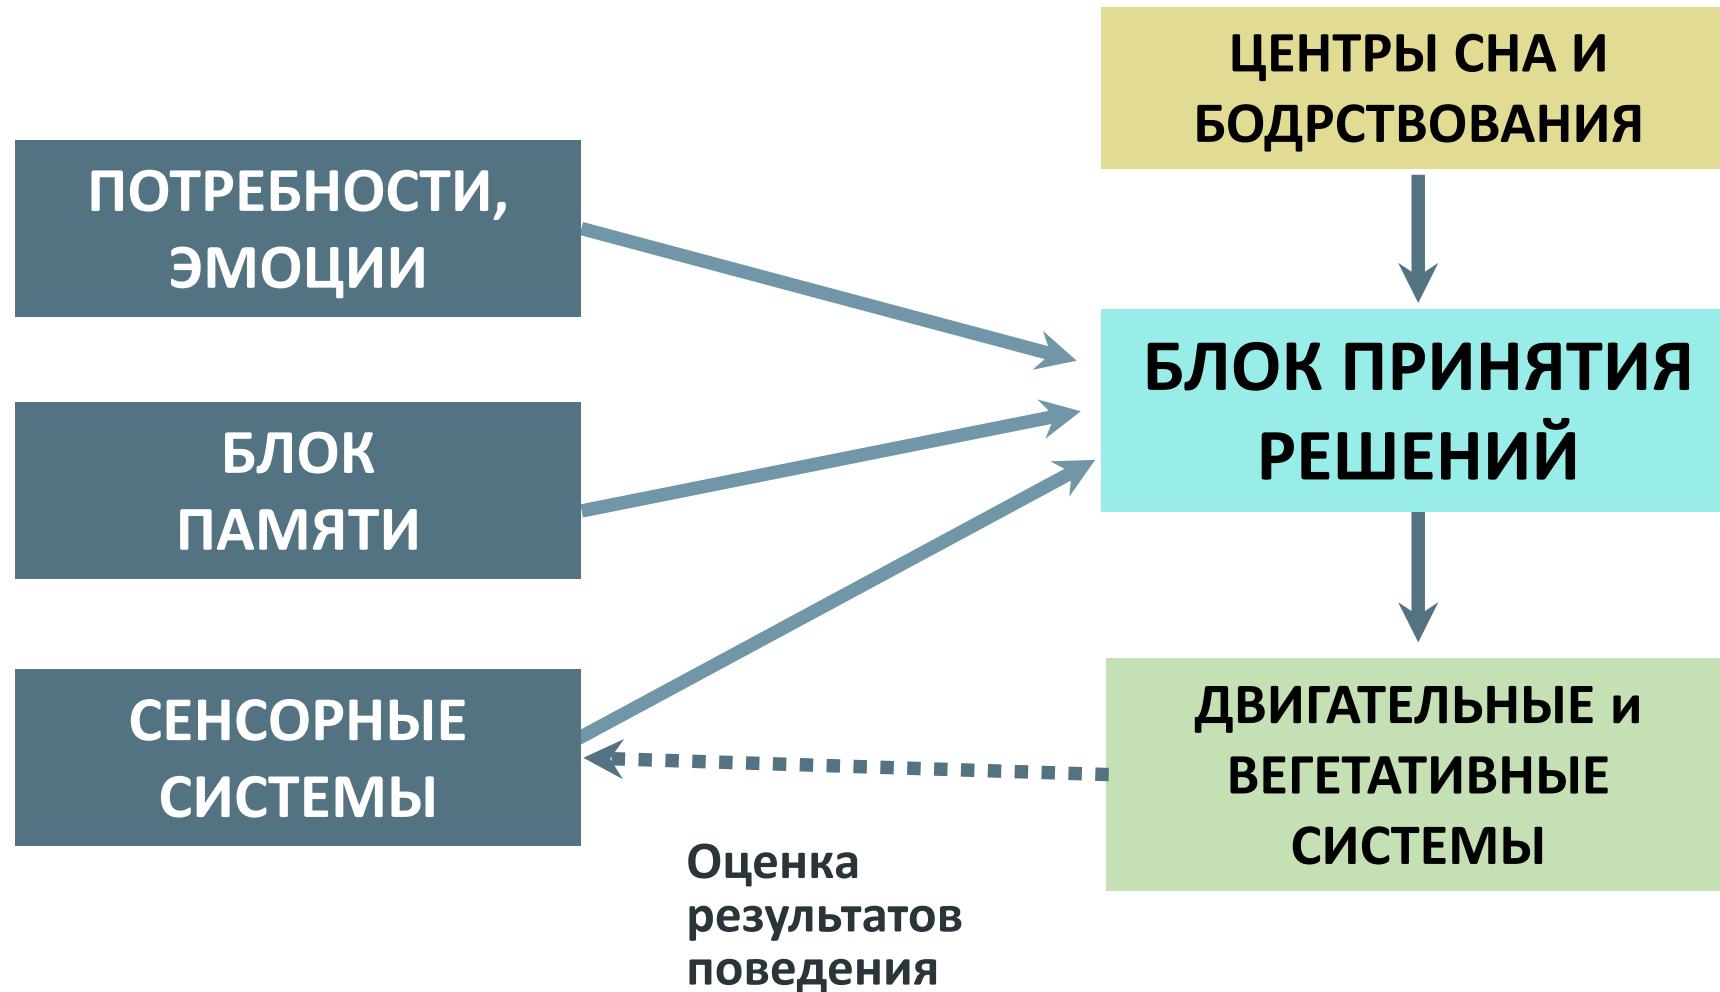 ЦЕНТРЫ СНА И
БОДРСТВОВАНИЯ
ПОТРЕБНОСТИ,
ЭМОЦИИ
БЛОК ПРИНЯТИЯ
РЕШЕНИЙ
БЛОК
ПАМЯТИ
СЕНСОРНЫЕ
СИСТЕМЫ
ДВИГАТЕЛЬНЫЕ и
ВЕГЕТАТИВНЫЕ
СИСТЕМЫ
Оценка
результатов
поведения